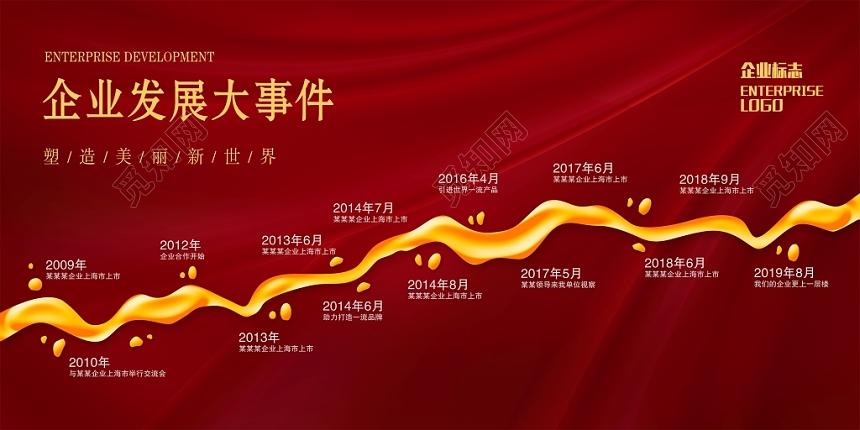 ENTERPRISE DEVELOPMENT
企业发展大事件
塑/造/美/丽/新/世/界
企业标志
ENTERPRISE
LOGO
2009年
某某某企业上海市上市
2010年
与某某企业上海市举行交流会
2012年
企业合作开始
2013年
某某某企业上海市上市
2013年6月
某某某企业上海市上市
2014年6月
助力打造一流品牌
2014年7月
某某某企业上海市上市
2014年8月
某某某企业上海市上市
2016年4月
引进世界一流产品
2017年5月
某某领导来我单位视察
2017年6月
某某某企业上海市上市
2018年6月
某某某企业上海市上市
2018年9月
某某某企业上海市上市
2019年8月
我们的企业更上一层楼
觅知网
觅知网
觅知网